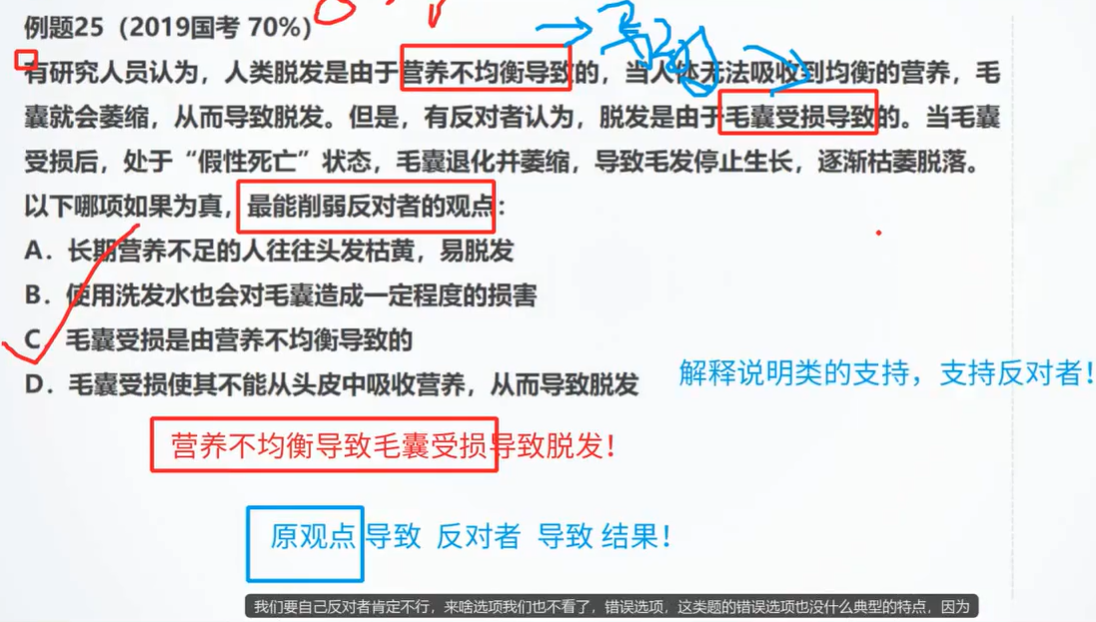 例题25（2019国考 70%）
有研究人员认为，人类脱发是由于营养不均衡导致的，当人体无法吸收到均衡的营养，毛
囊就会萎缩，从而导致脱发。但是，有反对者认为，脱发是由于毛囊受损导致的。当毛囊
受损后，处于“假性死亡”状态，毛囊退化并萎缩，导致毛发停止生长，逐渐枯萎脱落。
以下哪项如果为真，最能削弱反对者的观点：
A．长期营养不足的人往往头发枯黄，易脱发
B．使用洗发水也会对毛囊造成一定程度的损害
C．毛囊受损是由营养不均衡导致的
D．毛囊受损使其不能从头皮中吸收营养，从而导致脱发
解释说明类的支持，支持反对者！
营养不均衡导致毛囊受损导致脱发！
原观点 导致 反对者 导致 结果！
我们要自己反对者肯定不行，来啥选项我们也不看了，错误选项，这类题的错误选项也没什么典型的特点，因为